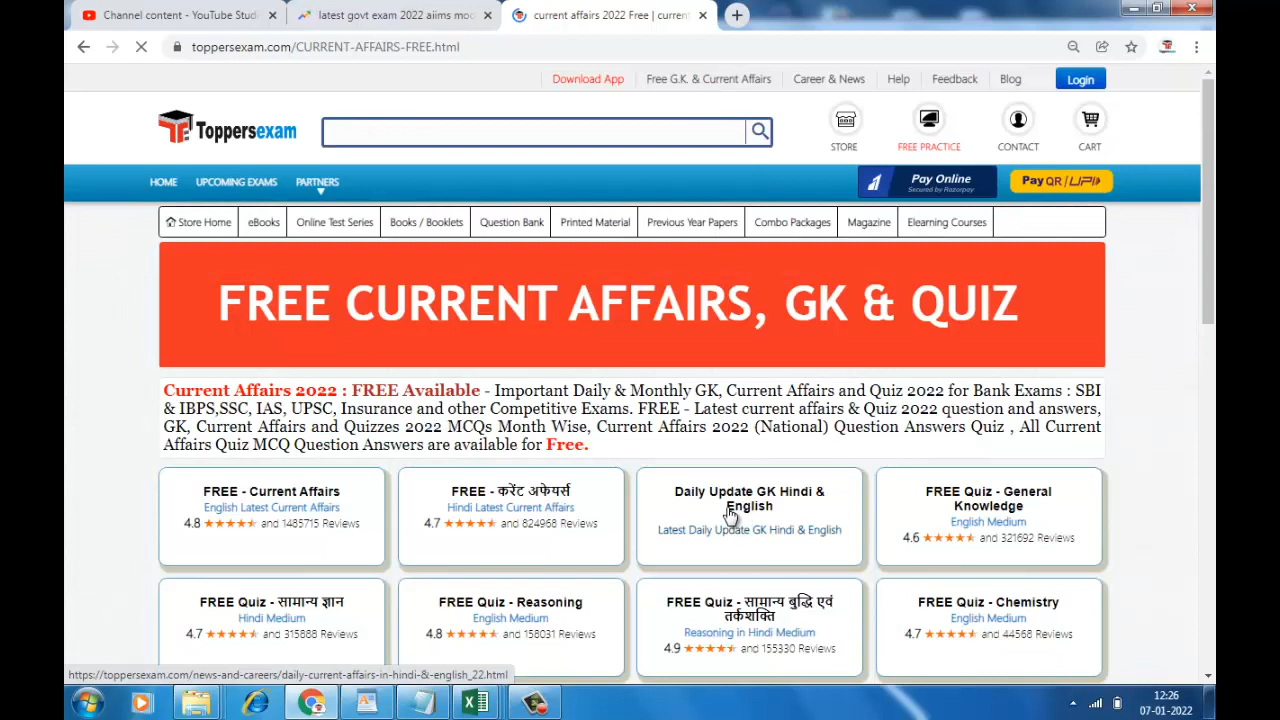 Channel content - YouTube Stud
latest govt exam 2022 aiims moc
current affairs 2022 Free | curren
toppersexam.com/CURRENT-AFFAIRS-FREE.html
Download App
Free G.K. & Current Affairs
Career & News
Help
Feedback
Blog
Login
Toppersexam
STORE
FREE PRACTICE
CONTACT
CART
HOME
UPCOMING EXAMS
PARTNERS
Pay Online
Secured by Razorpay
Pay QR / UPI
Store Home
eBooks
Online Test Series
Books / Booklets
Question Bank
Printed Material
Previous Year Papers
Combo Packages
Magazine
Elearning Courses
FREE CURRENT AFFAIRS, GK & QUIZ
Current Affairs 2022 : FREE Available - Important Daily & Monthly GK, Current Affairs and Quiz 2022 for Bank Exams : SBI
& IBPS,SSC, IAS, UPSC, Insurance and other Competitive Exams. FREE - Latest current affairs & Quiz 2022 question and answers,
GK, Current Affairs and Quizzes 2022 MCQs Month Wise, Current Affairs 2022 (National) Question Answers Quiz , All Current
Affairs Quiz MCQ Question Answers are available for Free.
FREE - Current Affairs
English Latest Current Affairs
4.8 and 1485715 Reviews
FREE - करेंट अफेयर्स
Hindi Latest Current Affairs
4.7 and 824968 Reviews
Daily Update GK Hindi &
English
Latest Daily Update GK Hindi & English
FREE Quiz - General
Knowledge
English Medium
4.6 and 321692 Reviews
FREE Quiz - सामान्य ज्ञान
Hindi Medium
4.7 and 315888 Reviews
FREE Quiz - Reasoning
English Medium
4.8 and 158031 Reviews
FREE Quiz - सामान्य बुद्धि एवं
तर्कशक्ति
Reasoning in Hindi Medium
4.9 and 155330 Reviews
FREE Quiz - Chemistry
English Medium
4.7 and 44568 Reviews
https://toppersexam.com/news-and-careers/daily-current-affairs-in-hindi-&-english_22.html
12:26
07-01-2022